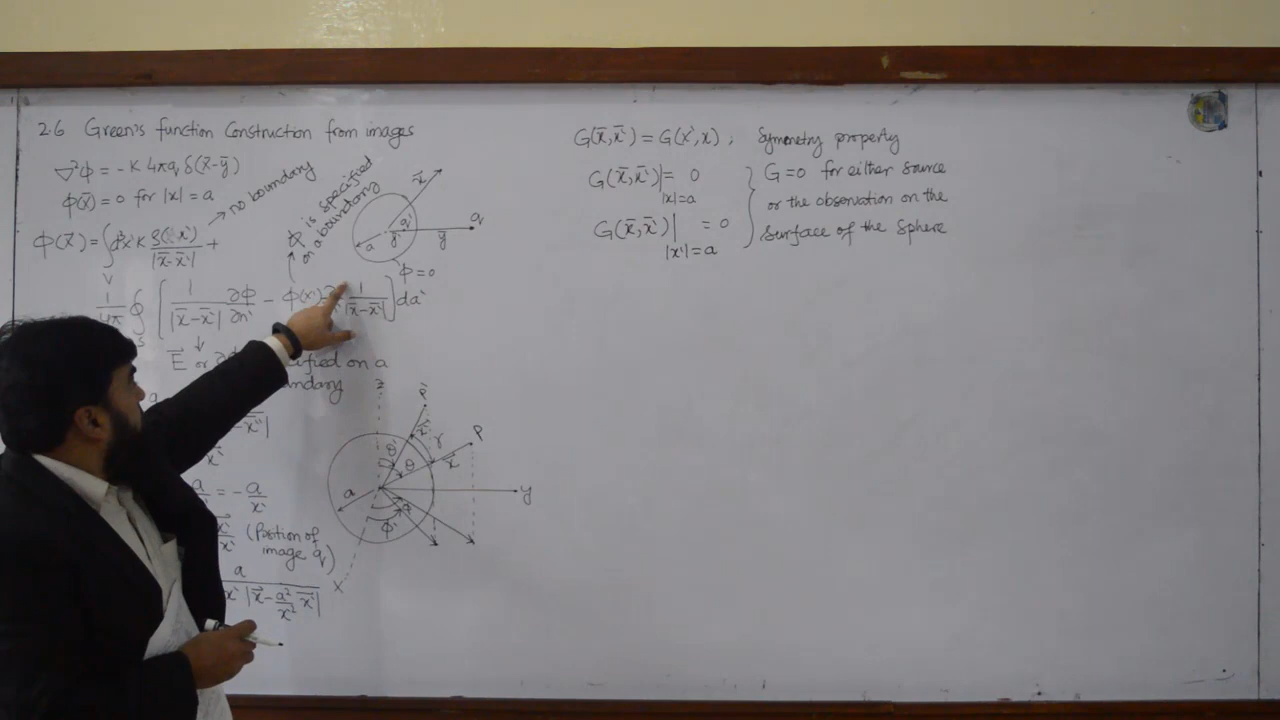 2.6 Green's function Construction from images
∇²Φ = -K 4πq δ(x̄-ȳ)
Φ(x̄) = 0 for |x| = a
→ no boundary
Φ(x̄) = ∫ d³x' K ρ(x') / |x̄-x̄'| +
V
Φ is specified on a boundary
x̄
q'
q
a
ȳ'
ȳ
Φ=0
1/4π ∮ [ 1/|x̄-x̄'| ∂Φ/∂n' - Φ(x') 1/|x̄-x̄'| ] da'
S
E⃗ or
on a
a
x̄'
= -a/x'
(Position of
image q)
a
x' |x⃗ - a²/x'² x⃗'|
z
P'
x̄'
γ
P
x̄
θ'
θ
a
y
Φ'
x
G(x̄,x̄') = G(x',x) ; Symmetry property
G(x̄,x̄')| = 0
|x|=a
G(x̄,x̄')| = 0
|x'|=a
G=0 for either source
or the observation on the
surface of the sphere